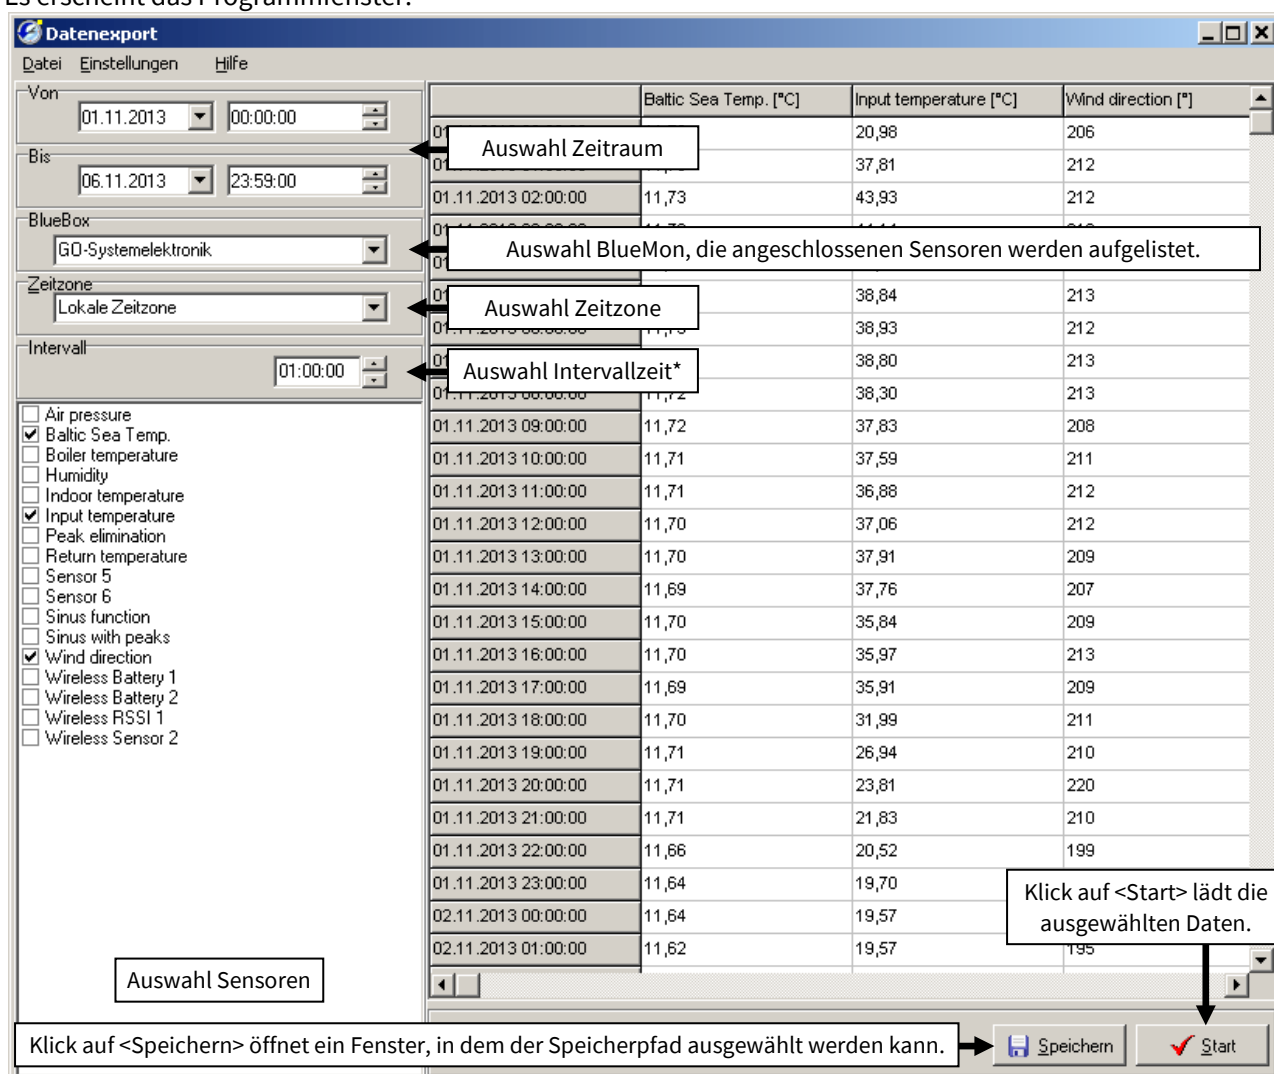 Es erscheint das Programmfenster.
Datenexport
Datei Einstellungen Hilfe
Von
01.11.2013 00:00:00
Bis
06.11.2013 23:59:00
BlueBox
GO-Systemelektronik
Zeitzone
Lokale Zeitzone
Intervall
01:00:00
Air pressure
Baltic Sea Temp.
Boiler temperature
Humidity
Indoor temperature
Input temperature
Peak elimination
Return temperature
Sensor 5
Sensor 6
Sinus function
Sinus with peaks
Wind direction
Wireless Battery 1
Wireless Battery 2
Wireless RSSI 1
Wireless Sensor 2
Auswahl Sensoren
Auswahl Zeitraum
Auswahl BlueMon, die angeschlossenen Sensoren werden aufgelistet.
Auswahl Zeitzone
Auswahl Intervallzeit*
Baltic Sea Temp. [°C] Input temperature [°C] Wind direction [°]
20,98 206
37,81 212
01.11.2013 02:00:00 11,73 43,93 212
38,84 213
38,93 212
38,80 213
38,30 213
01.11.2013 09:00:00 11,72 37,83 208
01.11.2013 10:00:00 11,71 37,59 211
01.11.2013 11:00:00 11,71 36,88 212
01.11.2013 12:00:00 11,70 37,06 212
01.11.2013 13:00:00 11,70 37,91 209
01.11.2013 14:00:00 11,69 37,76 207
01.11.2013 15:00:00 11,70 35,84 209
01.11.2013 16:00:00 11,70 35,97 213
01.11.2013 17:00:00 11,69 35,91 209
01.11.2013 18:00:00 11,70 31,99 211
01.11.2013 19:00:00 11,71 26,94 210
01.11.2013 20:00:00 11,71 23,81 220
01.11.2013 21:00:00 11,71 21,83 210
01.11.2013 22:00:00 11,66 20,52 199
01.11.2013 23:00:00 11,64 19,70
02.11.2013 00:00:00 11,64 19,57
02.11.2013 01:00:00 11,62 19,57 195
Klick auf <Start> lädt die
ausgewählten Daten.
Klick auf <Speichern> öffnet ein Fenster, in dem der Speicherpfad ausgewählt werden kann.
Speichern Start